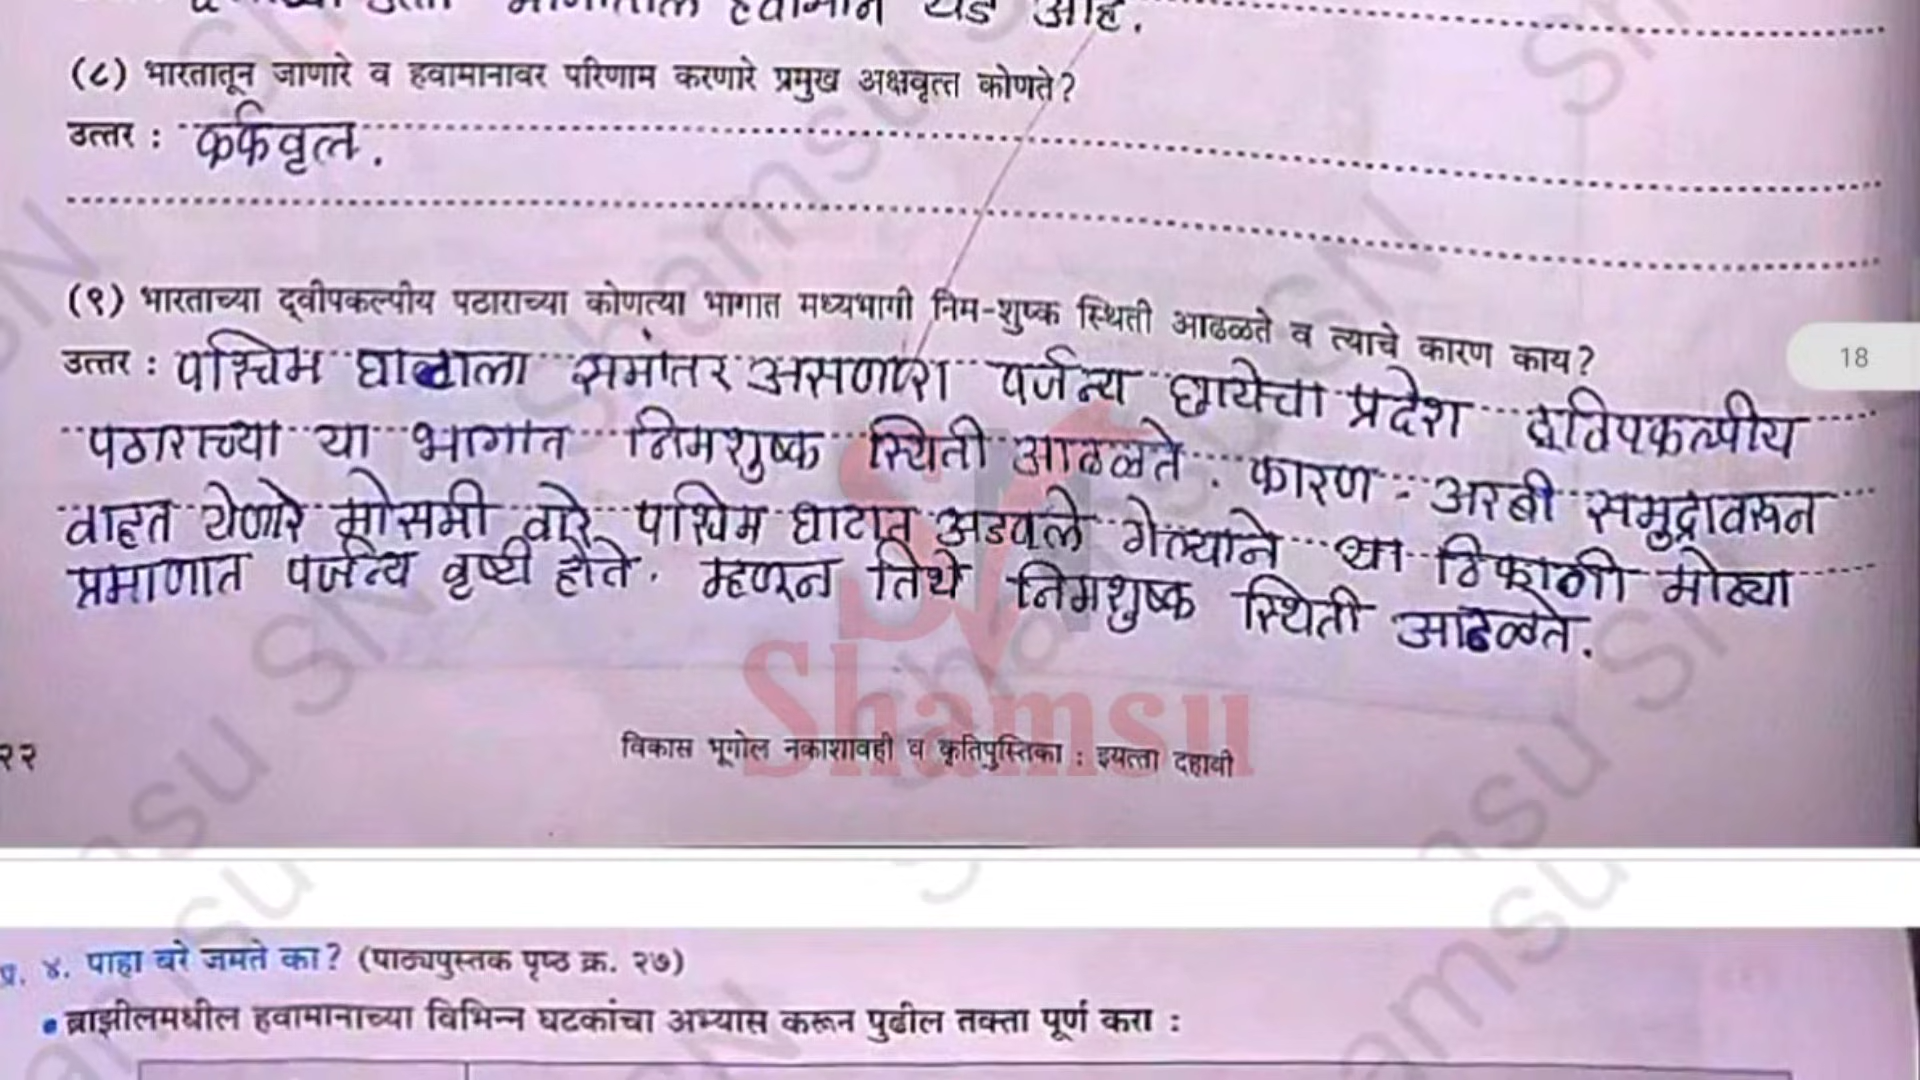 हवामान थंड आहे.
(८) भारतातून जाणारे व हवामानावर परिणाम करणारे प्रमुख अक्षवृत्त कोणते?
उत्तर : कर्कवृत्त.
(९) भारताच्या द्वीपकल्पीय पठाराच्या कोणत्या भागात मध्यभागी निम-शुष्क स्थिती आढळते व त्याचे कारण काय?
उत्तर : पश्चिम घाटाला समांतर असणारा पर्जन्य छायेचा प्रदेश द्विपकल्पीय
पठाराच्या या भागात निमशुष्क स्थिती आढळते. कारण - अरबी समुद्रावरून
वाहत येणारे मोसमी वारे पश्चिम घाटात अडवले गेल्याने या ठिकाणी मोठ्या
प्रमाणात पर्जन्य वृष्टी होते. म्हणून तिथे निमशुष्क स्थिती आढळते.
18
Shamsu
२२
विकास भूगोल नकाशावही व कृतिपुस्तिका : इयत्ता दहावी
प्र. ४. पाहा बरे जमते का? (पाठ्यपुस्तक पृष्ठ क्र. २७)
• ब्राझीलमधील हवामानाच्या विभिन्न घटकांचा अभ्यास करून पुढील तक्ता पूर्ण करा :